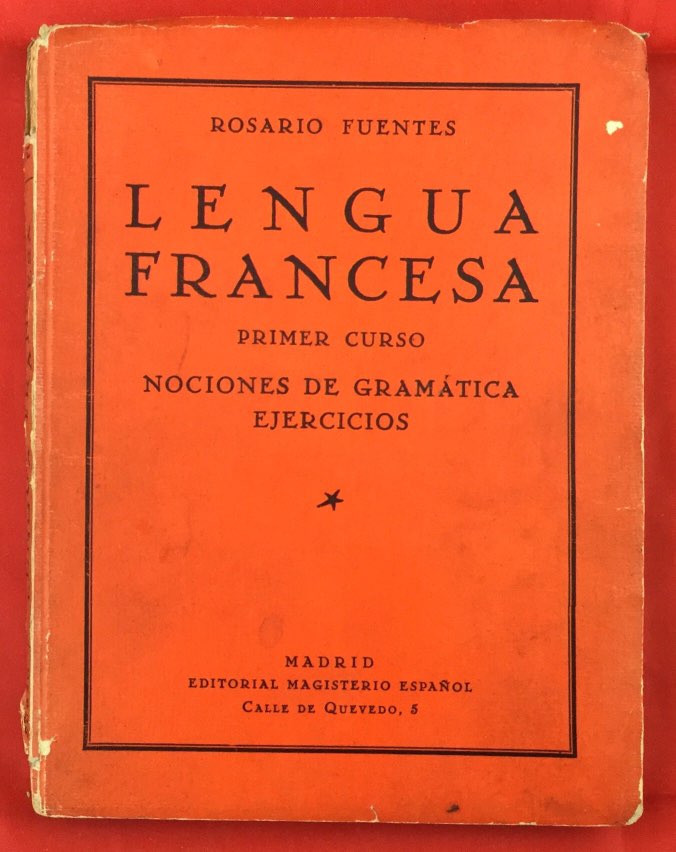 ROSARIO FUENTES
LENGUA
FRANCESA
PRIMER CURSO
NOCIONES DE GRAMÁTICA
EJERCICIOS
MADRID
EDITORIAL MAGISTERIO ESPAÑOL
CALLE DE QUEVEDO, 5